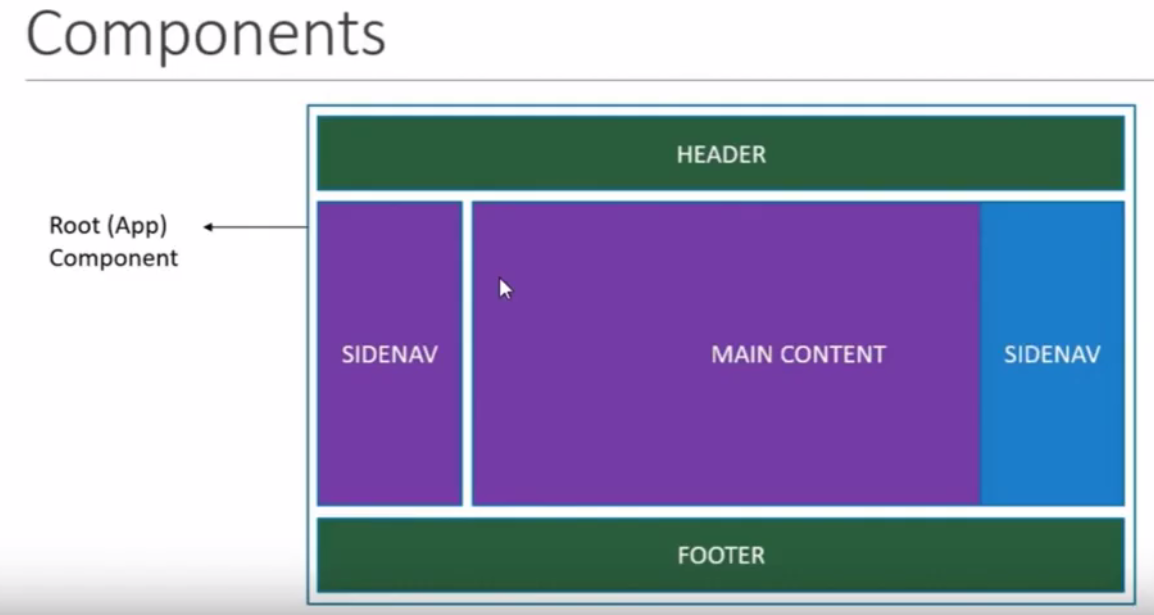 Components
HEADER
Root (App)
Component
SIDENAV
MAIN CONTENT
SIDENAV
FOOTER